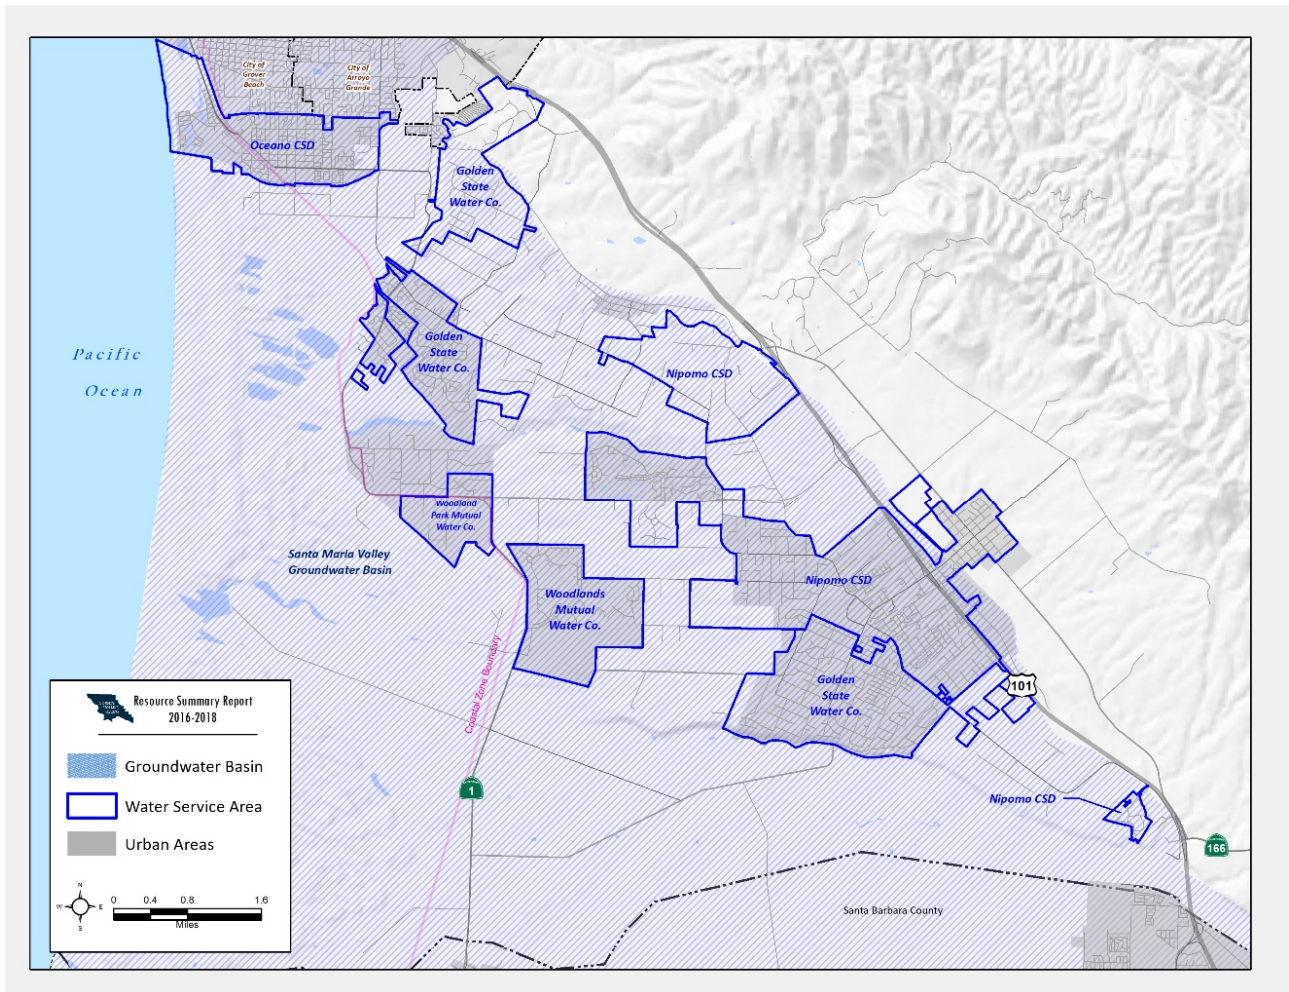 City of
Grover
Beach
City of
Arroyo
Grande
Oceano CSD
Golden
State
Water Co.
Golden
State
Water Co.
Nipomo CSD
Pacific
Ocean
Woodland
Park Mutual
Water Co.
Santa Maria Valley
Groundwater Basin
Woodlands
Mutual
Water Co.
Nipomo CSD
Golden
State
Water Co.
101
Coastal Zone Boundary
1
Nipomo CSD
166
Santa Barbara County
Resource Summary Report
2016-2018
Groundwater Basin
Water Service Area
Urban Areas
N
W E
S
0 0.4 0.8 1.6
Miles